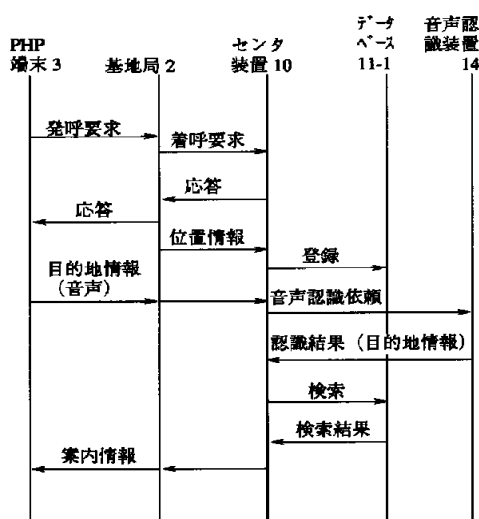 PHP
端末 3
基地局 2
センタ
装置 10
データ
ベース
11-1
音声認
識装置
14
発呼要求
着呼要求
応答
応答
位置情報
登録
目的地情報
(音声)
音声認識依頼
認識結果(目的地情報)
検索
検索結果
案内情報